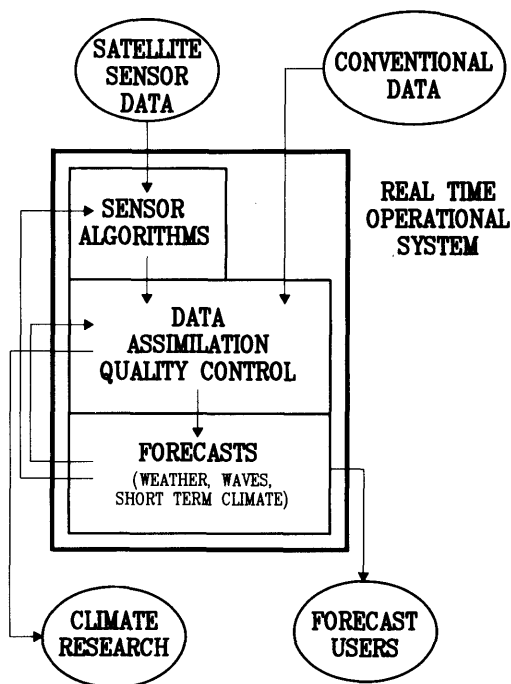 SATELLITE
SENSOR
DATA
CONVENTIONAL
DATA
REAL TIME
OPERATIONAL
SYSTEM
SENSOR
ALGORITHMS
DATA
ASSIMILATION
QUALITY CONTROL
FORECASTS
(WEATHER, WAVES,
SHORT TERM CLIMATE)
CLIMATE
RESEARCH
FORECAST
USERS